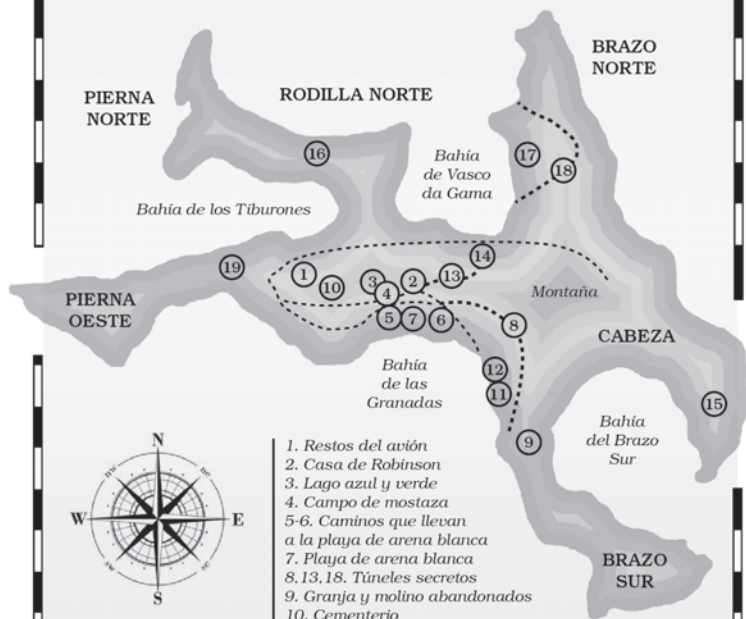 BRAZO
NORTE
PIERNA
NORTE
RODILLA NORTE
16
17
18
Bahía
de Vasco
da Gama
Bahía de los Tiburones
19
1
10
3
4
2
13
14
PIERNA
OESTE
Montaña
5
7
6
8
CABEZA
12
11
Bahía
de las
Granadas
15
9
Bahía
del Brazo
Sur
BRAZO
SUR
N
nw
ne
W
E
sw
se
S
1. Restos del avión
2. Casa de Robinson
3. Lago azul y verde
4. Campo de mostaza
5-6. Caminos que llevan
a la playa de arena blanca
7. Playa de arena blanca
8,13,18. Túneles secretos
9. Granja y molino abandonados
10. Cementerio